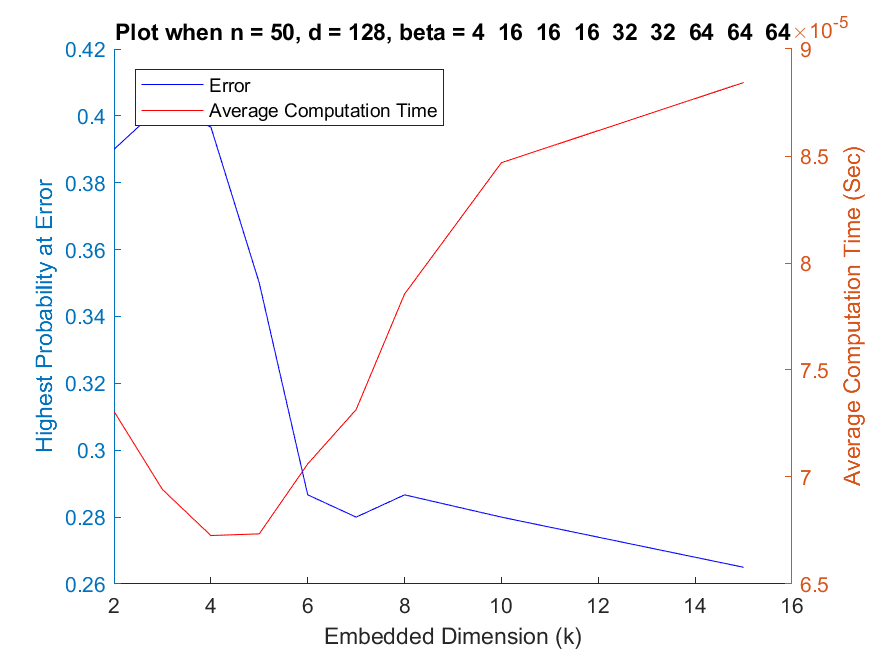 Plot when n = 50, d = 128, beta = 4 16 16 16 32 32 64 64 64
×10⁻⁵
Error
Average Computation Time
Highest Probability at Error
0.42
0.4
0.38
0.36
0.34
0.32
0.3
0.28
0.26
9
8.5
8
7.5
7
6.5
Average Computation Time (Sec)
2 4 6 8 10 12 14 16
Embedded Dimension (k)